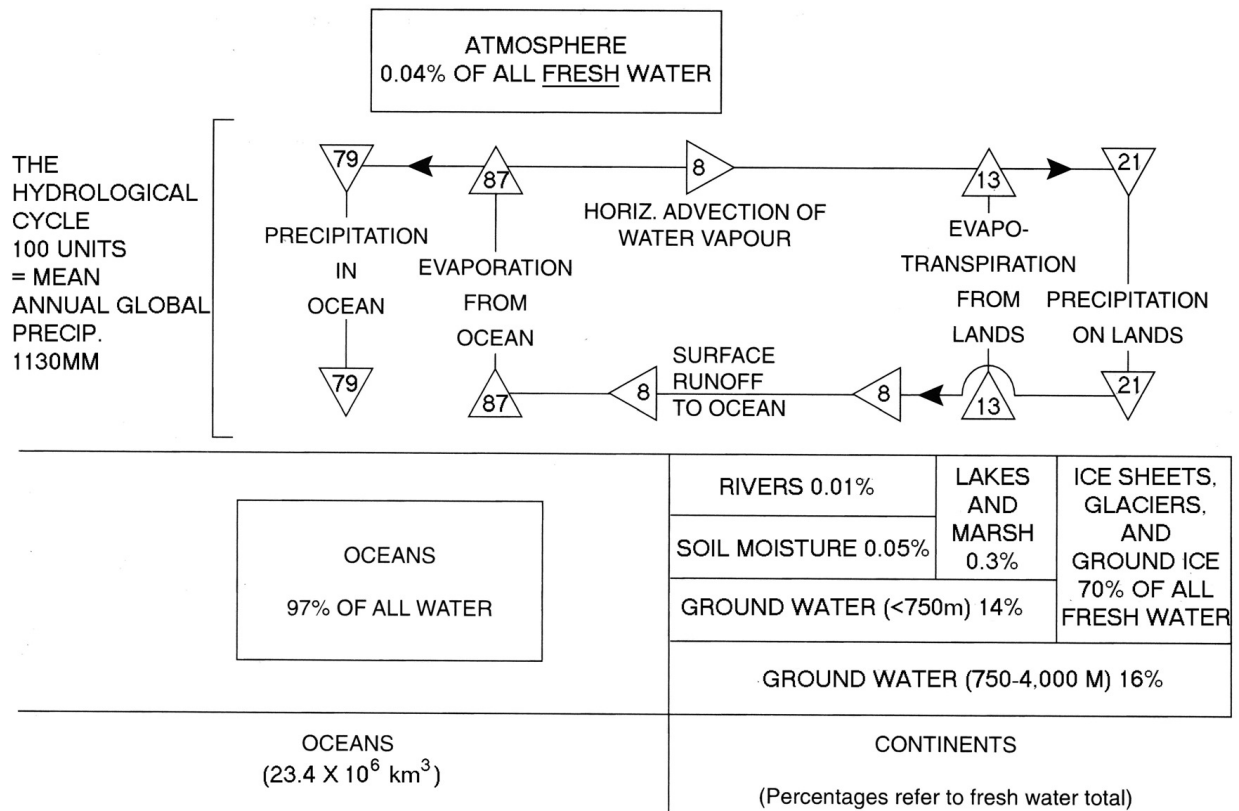 ATMOSPHERE
0.04% OF ALL FRESH WATER
THE
HYDROLOGICAL
CYCLE
100 UNITS
= MEAN
ANNUAL GLOBAL
PRECIP.
1130MM
79
87
8
13
21
PRECIPITATION
IN
OCEAN
EVAPORATION
FROM
OCEAN
HORIZ. ADVECTION OF
WATER VAPOUR
EVAPO-
TRANSPIRATION
FROM
LANDS
PRECIPITATION
ON LANDS
79
87
8
SURFACE
RUNOFF
TO OCEAN
8
13
21
OCEANS
97% OF ALL WATER
RIVERS 0.01%
SOIL MOISTURE 0.05%
LAKES
AND
MARSH
0.3%
ICE SHEETS,
GLACIERS,
AND
GROUND ICE
70% OF ALL
FRESH WATER
GROUND WATER (<750m) 14%
GROUND WATER (750-4,000 M) 16%
OCEANS
(23.4 X 10⁶ km³)
CONTINENTS
(Percentages refer to fresh water total)